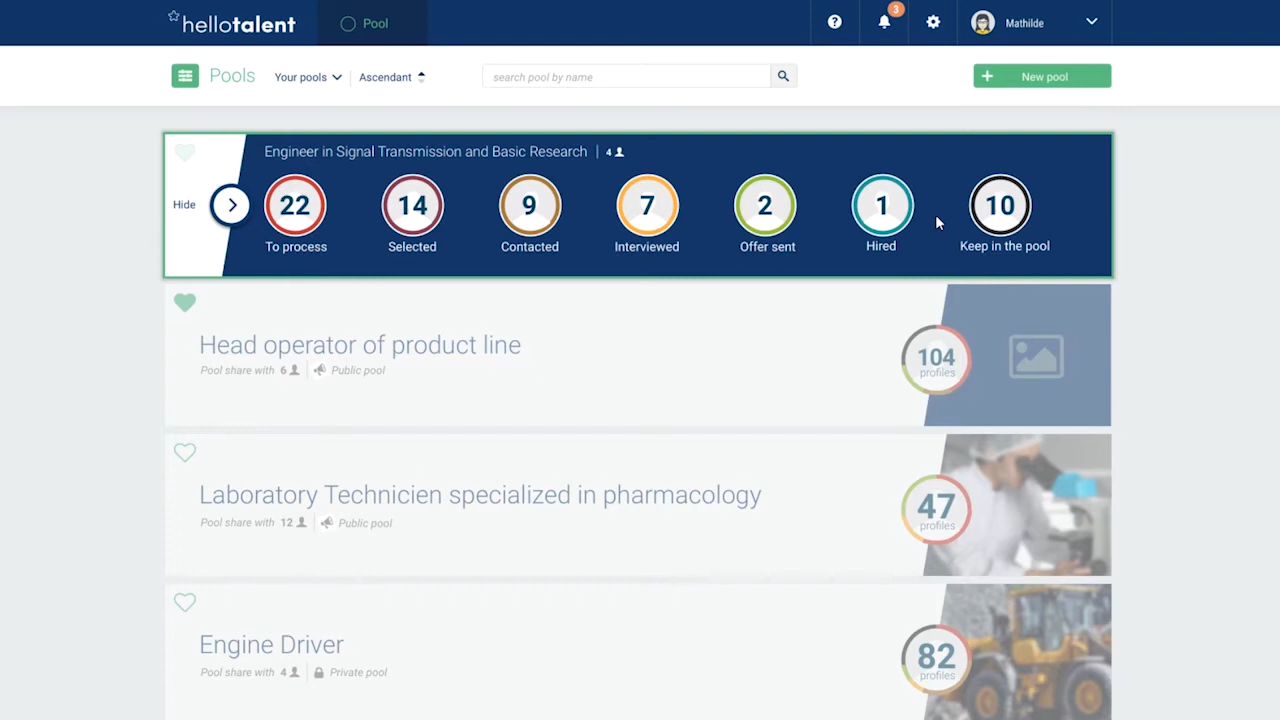 hellotalent
Pool
3
Mathilde
Pools
Your pools
Ascendant
search pool by name
New pool
Engineer in Signal Transmission and Basic Research | 4
Hide
22
14
9
7
2
1
10
To process
Selected
Contacted
Interviewed
Offer sent
Hired
Keep in the pool
Head operator of product line
Pool share with 6 | Public pool
104
profiles
Laboratory Technicien specialized in pharmacology
Pool share with 12 | Public pool
47
profiles
Engine Driver
Pool share with 4 | Private pool
82
profiles